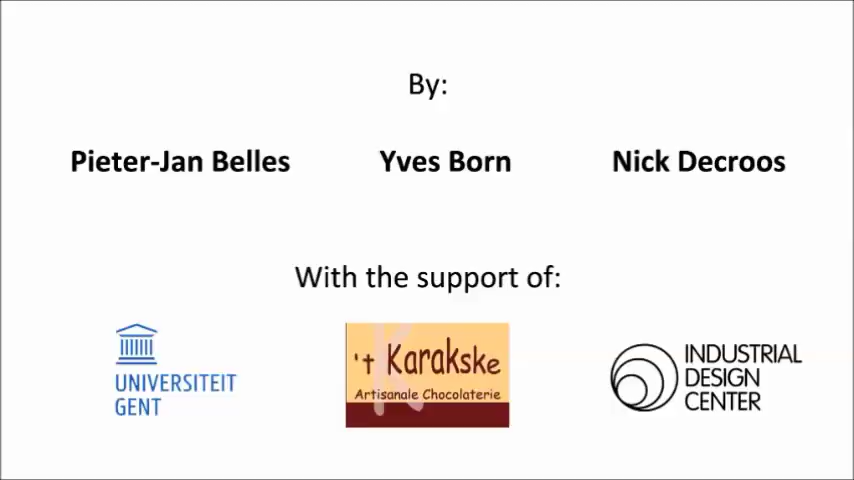 By:
Pieter-Jan Belles Yves Born Nick Decroos
With the support of:
UNIVERSITEIT
GENT
't Karakske
Artisanale Chocolaterie
INDUSTRIAL
DESIGN
CENTER